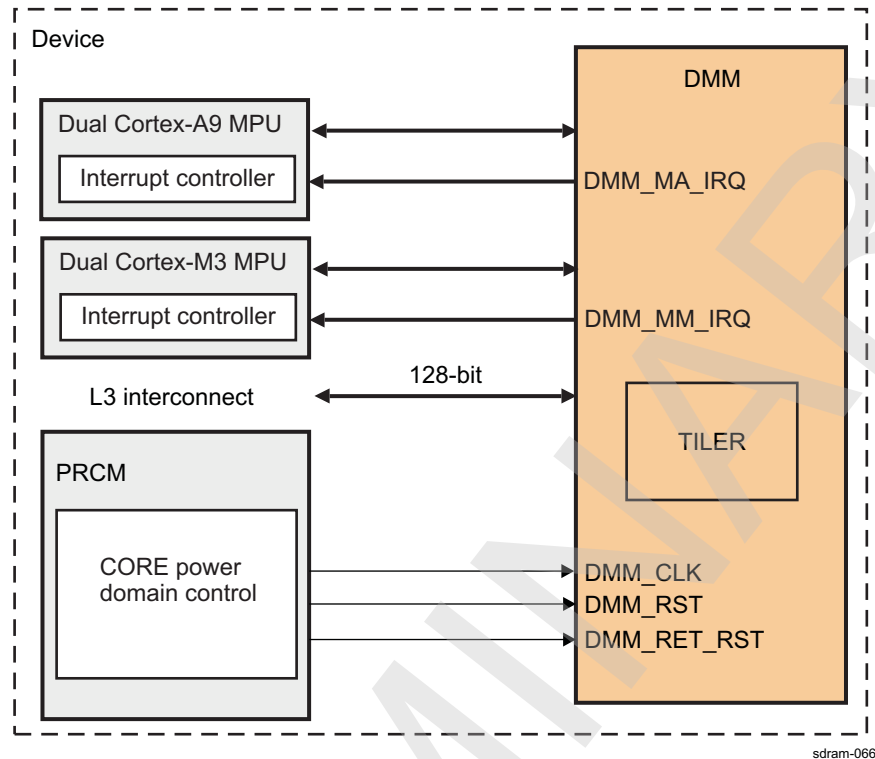 Device
DMM
Dual Cortex-A9 MPU
Interrupt controller
DMM_MA_IRQ
Dual Cortex-M3 MPU
Interrupt controller
DMM_MM_IRQ
128-bit
L3 interconnect
TILER
PRCM
CORE power
domain control
DMM_CLK
DMM_RST
DMM_RET_RST
sdram-066